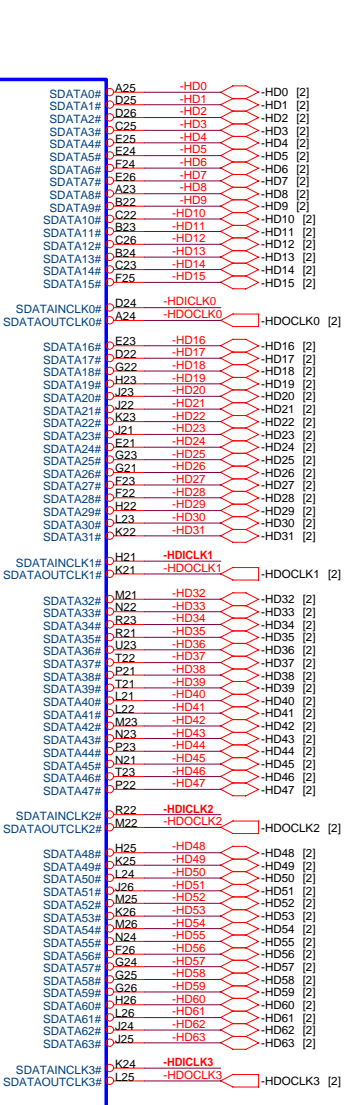 SDATA0# A25 -HD0 -HD0 [2]
SDATA1# D25 -HD1 -HD1 [2]
SDATA2# D26 -HD2 -HD2 [2]
SDATA3# C25 -HD3 -HD3 [2]
SDATA4# E25 -HD4 -HD4 [2]
SDATA5# E24 -HD5 -HD5 [2]
SDATA6# F24 -HD6 -HD6 [2]
SDATA7# E26 -HD7 -HD7 [2]
SDATA8# A23 -HD8 -HD8 [2]
SDATA9# B22 -HD9 -HD9 [2]
SDATA10# C22 -HD10 -HD10 [2]
SDATA11# B23 -HD11 -HD11 [2]
SDATA12# C26 -HD12 -HD12 [2]
SDATA13# B24 -HD13 -HD13 [2]
SDATA14# C23 -HD14 -HD14 [2]
SDATA15# F25 -HD15 -HD15 [2]
SDATAINCLK0# D24 -HDICLK0
SDATAOUTCLK0# A24 -HDOCLK0 -HDOCLK0 [2]
SDATA16# E23 -HD16 -HD16 [2]
SDATA17# D22 -HD17 -HD17 [2]
SDATA18# G22 -HD18 -HD18 [2]
SDATA19# H23 -HD19 -HD19 [2]
SDATA20# J23 -HD20 -HD20 [2]
SDATA21# J22 -HD21 -HD21 [2]
SDATA22# K23 -HD22 -HD22 [2]
SDATA23# J21 -HD23 -HD23 [2]
SDATA24# E21 -HD24 -HD24 [2]
SDATA25# G23 -HD25 -HD25 [2]
SDATA26# G21 -HD26 -HD26 [2]
SDATA27# F23 -HD27 -HD27 [2]
SDATA28# F22 -HD28 -HD28 [2]
SDATA29# H22 -HD29 -HD29 [2]
SDATA30# L23 -HD30 -HD30 [2]
SDATA31# K22 -HD31 -HD31 [2]
SDATAINCLK1# H21 -HDICLK1
SDATAOUTCLK1# K21 -HDOCLK1 -HDOCLK1 [2]
SDATA32# M21 -HD32 -HD32 [2]
SDATA33# N22 -HD33 -HD33 [2]
SDATA34# R23 -HD34 -HD34 [2]
SDATA35# R21 -HD35 -HD35 [2]
SDATA36# U23 -HD36 -HD36 [2]
SDATA37# T22 -HD37 -HD37 [2]
SDATA38# P21 -HD38 -HD38 [2]
SDATA39# T21 -HD39 -HD39 [2]
SDATA40# L21 -HD40 -HD40 [2]
SDATA41# L22 -HD41 -HD41 [2]
SDATA42# M23 -HD42 -HD42 [2]
SDATA43# N23 -HD43 -HD43 [2]
SDATA44# P23 -HD44 -HD44 [2]
SDATA45# N21 -HD45 -HD45 [2]
SDATA46# T23 -HD46 -HD46 [2]
SDATA47# P22 -HD47 -HD47 [2]
SDATAINCLK2# R22 -HDICLK2
SDATAOUTCLK2# M22 -HDOCLK2 -HDOCLK2 [2]
SDATA48# H25 -HD48 -HD48 [2]
SDATA49# K25 -HD49 -HD49 [2]
SDATA50# L24 -HD50 -HD50 [2]
SDATA51# J26 -HD51 -HD51 [2]
SDATA52# M25 -HD52 -HD52 [2]
SDATA53# K26 -HD53 -HD53 [2]
SDATA54# M26 -HD54 -HD54 [2]
SDATA55# N24 -HD55 -HD55 [2]
SDATA56# F26 -HD56 -HD56 [2]
SDATA57# G24 -HD57 -HD57 [2]
SDATA58# G25 -HD58 -HD58 [2]
SDATA59# G26 -HD59 -HD59 [2]
SDATA60# H26 -HD60 -HD60 [2]
SDATA61# L26 -HD61 -HD61 [2]
SDATA62# J24 -HD62 -HD62 [2]
SDATA63# J25 -HD63 -HD63 [2]
SDATAINCLK3# K24 -HDICLK3
SDATAOUTCLK3# L25 -HDOCLK3 -HDOCLK3 [2]